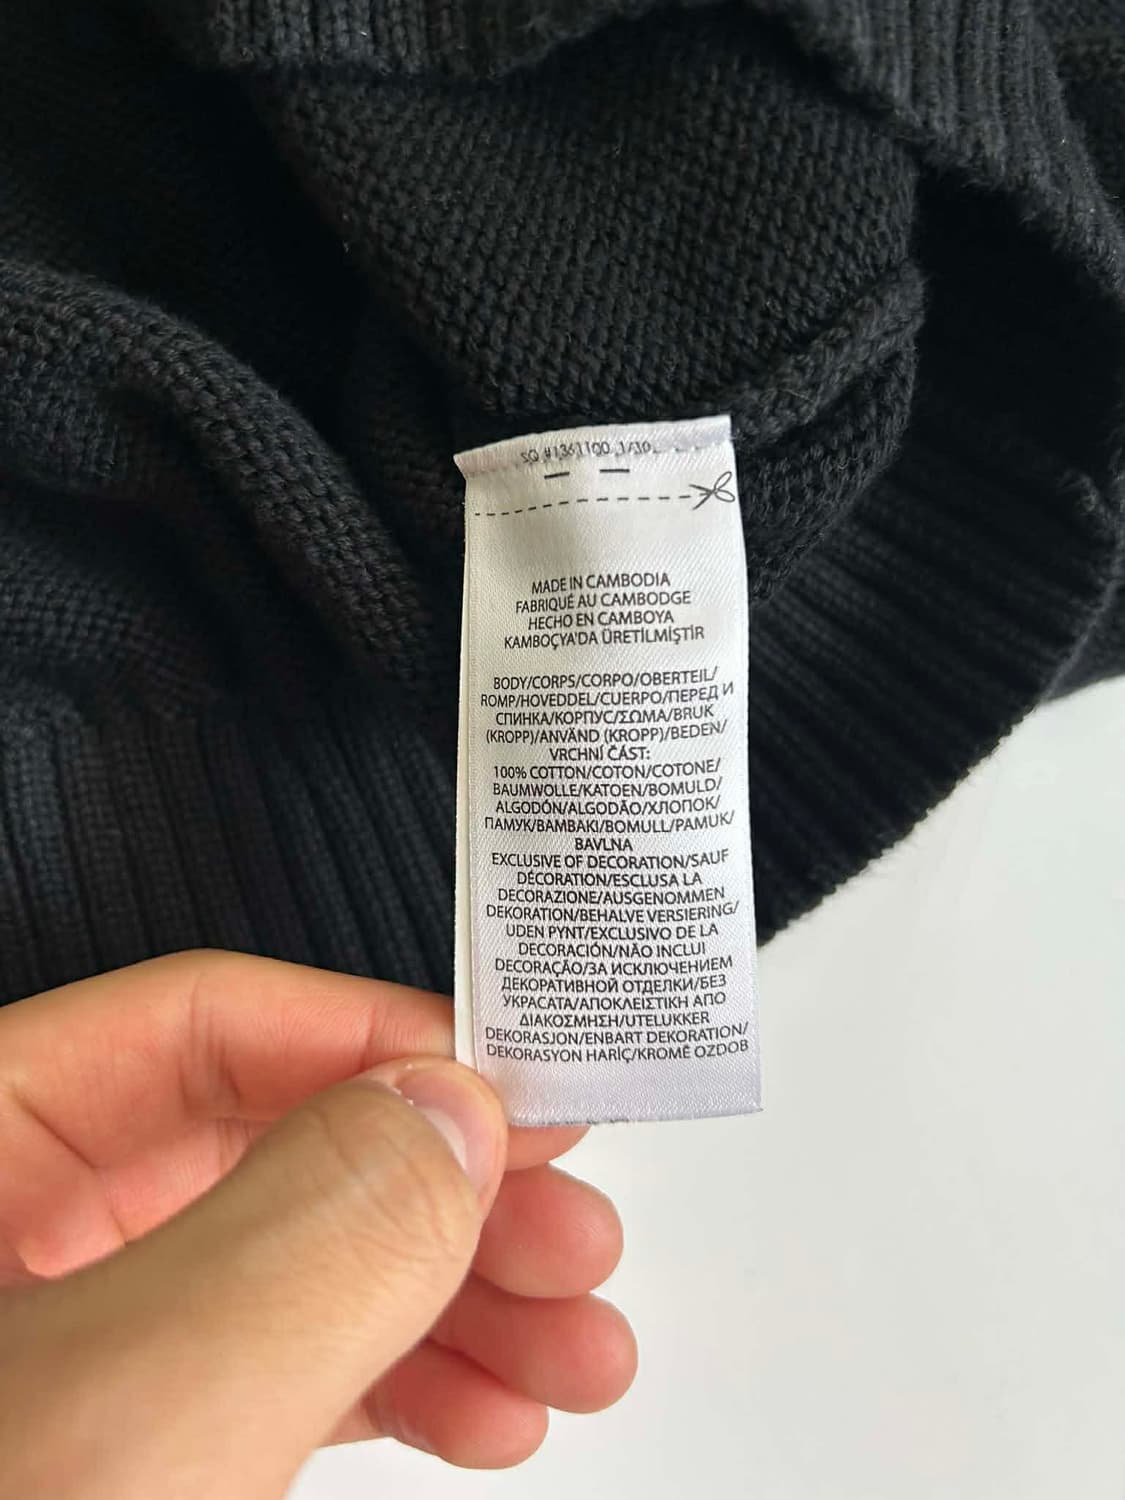 MADE IN CAMBODIA
FABRIQUÉ AU CAMBODGE
HECHO EN CAMBOYA
KAMBOÇYA'DA ÜRETİLMİŞTİR
BODY/CORPS/CORPO/OBERTEIL/
ROMP/HOVEDDEL/CUERPO/ПЕРЕД И
СПИНКА/КОРПУС/ΣΩΜΑ/BRUK
(KROPP)/ANVÄND (KROPP)/BEDEN/
VRCHNÍ ČÁST:
100% COTTON/COTON/COTONE/
BAUMWOLLE/KATOEN/BOMULD/
ALGODÓN/ALGODÃO/ХЛОПОК/
ПАМУК/ΒΑΜΒΑΚΙ/BOMULL/PAMUK/
BAVLNA
EXCLUSIVE OF DECORATION/SAUF
DÉCORATION/ESCLUSA LA
DECORAZIONE/AUSGENOMMEN
DEKORATION/BEHALVE VERSIERING/
UDEN PYNT/EXCLUSIVO DE LA
DECORACIÓN/NÃO INCLUI
DECORAÇÃO/ЗА ИСКЛЮЧЕНИЕМ
ДЕКОРАТИВНОЙ ОТДЕЛКИ/БЕЗ
УКРАСАТА/ΑΠΟΚΛΕΙΣΤΙΚΗ ΑΠΟ
ΔΙΑΚΟΣΜΗΣΗ/UTELUKKER
DEKORASJON/ENBART DEKORATION/
DEKORASYON HARİÇ/KROMĚ OZDOB